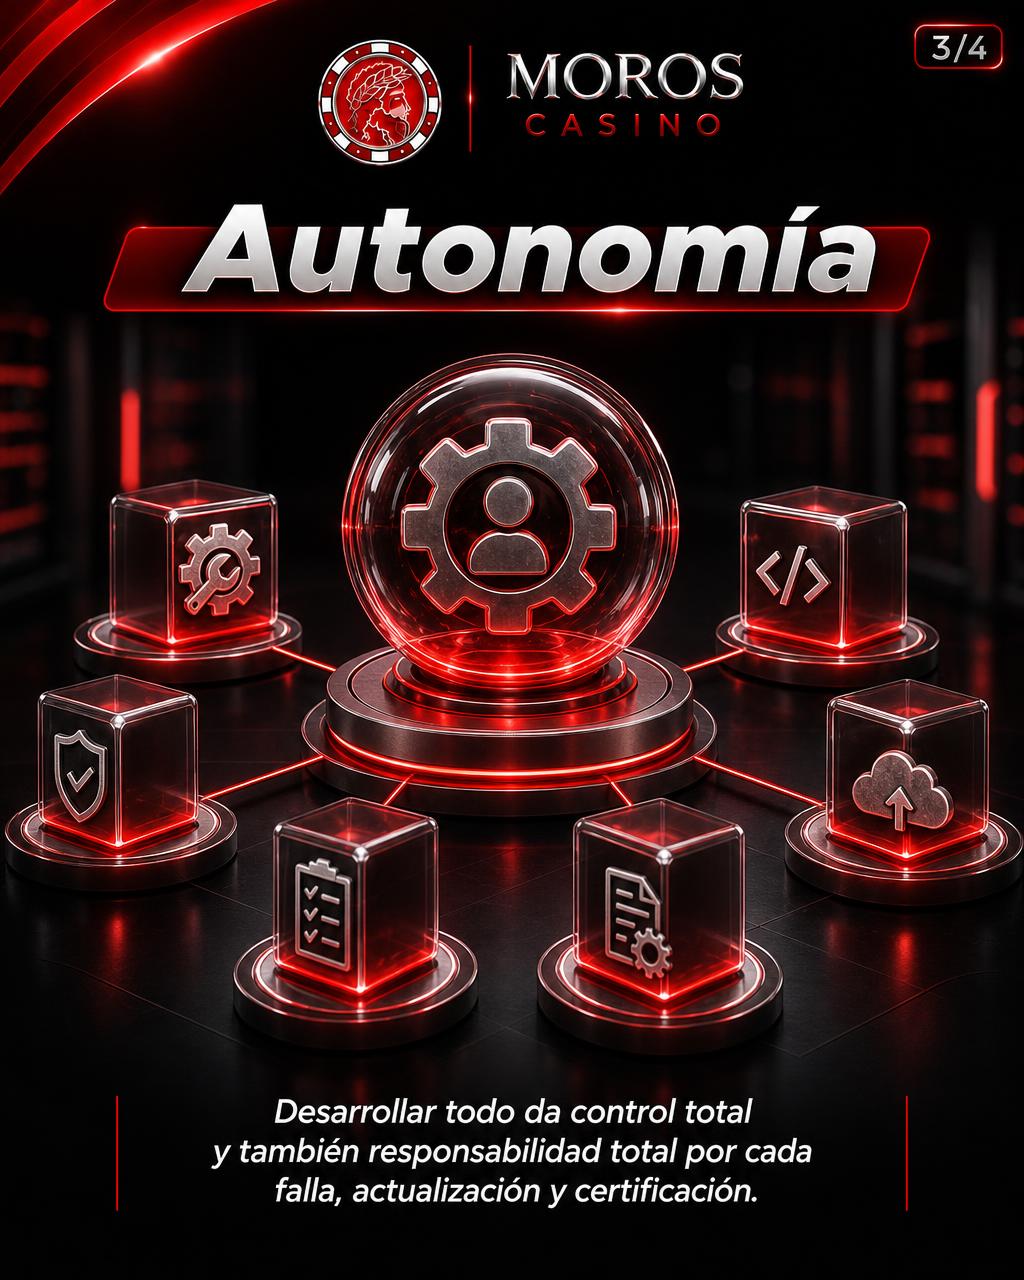 MOROS
CASINO
3/4
Autonomía
</>
Desarrollar todo da control total
y también responsabilidad total por cada
falla, actualización y certificación.